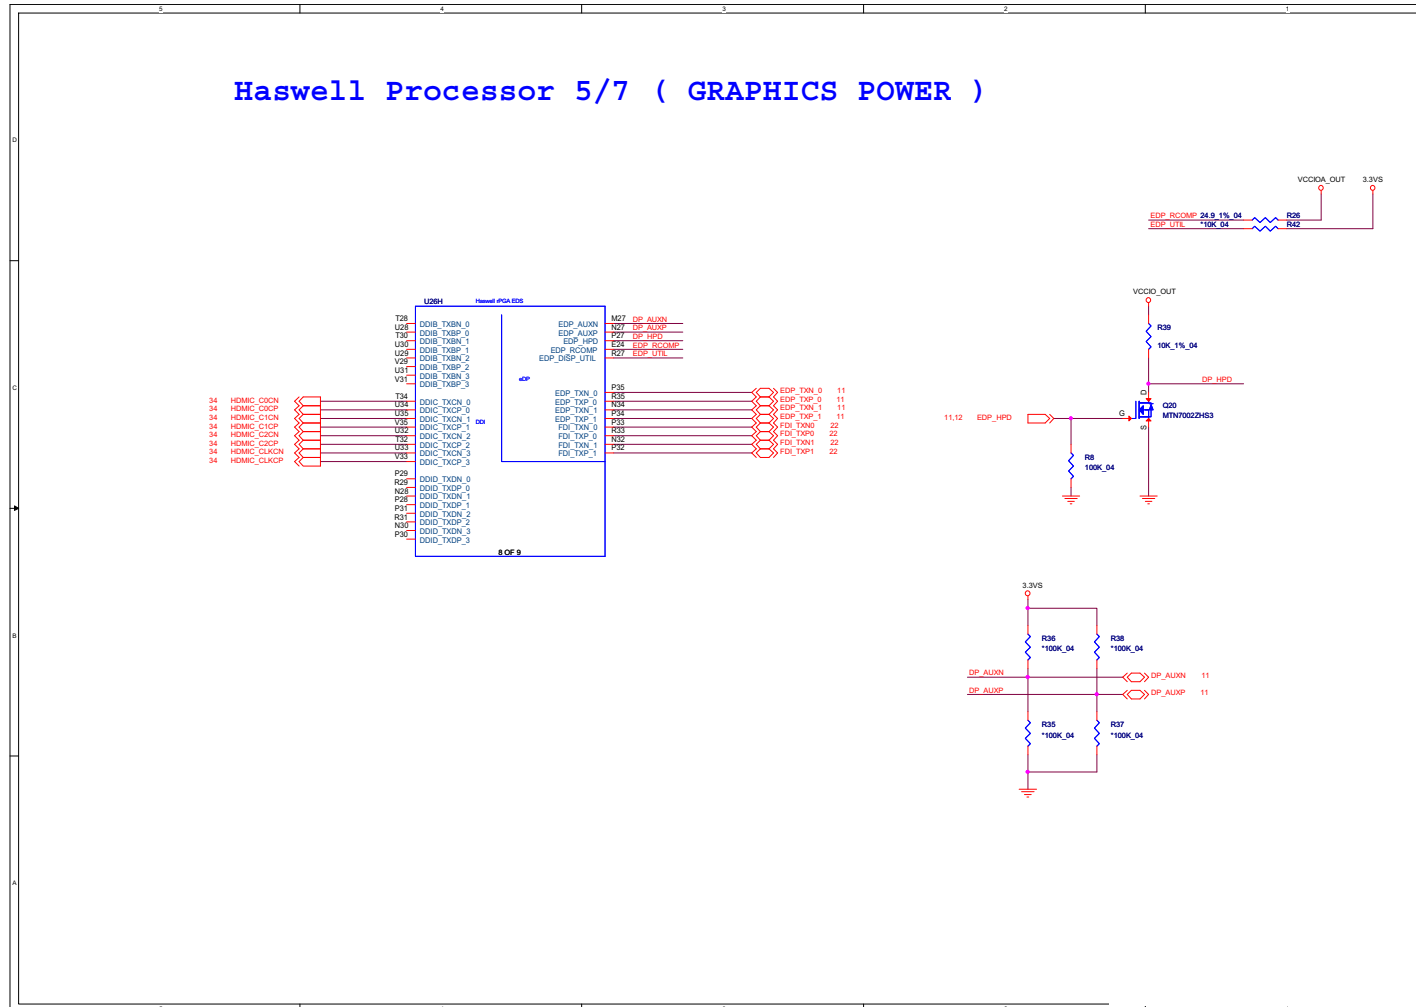 5 4 3 2 1
Haswell Processor 5/7 ( GRAPHICS POWER )
D
C
B
A
VCCIOA_OUT 3.3VS
EDP_RCOMP 24.9_1%_04 R26
EDP_UTIL *10K_04 R42
U26H Haswell rPGA EDS
T28 DDIB_TXBN_0
U28 DDIB_TXBP_0
T30 DDIB_TXBN_1
U30 DDIB_TXBP_1
U29 DDIB_TXBN_2
V29 DDIB_TXBP_2
U31 DDIB_TXBN_3
V31 DDIB_TXBP_3
34 HDMIC_C0CN T34 DDIC_TXCN_0
34 HDMIC_C0CP U34 DDIC_TXCP_0
34 HDMIC_C1CN U35 DDIC_TXCN_1
34 HDMIC_C1CP V35 DDIC_TXCP_1
34 HDMIC_C2CN U32 DDIC_TXCN_2
34 HDMIC_C2CP T32 DDIC_TXCP_2
34 HDMIC_CLKCN U33 DDIC_TXCN_3
34 HDMIC_CLKCP V33 DDIC_TXCP_3
P29 DDID_TXDN_0
R29 DDID_TXDP_0
N28 DDID_TXDN_1
P28 DDID_TXDP_1
P31 DDID_TXDN_2
R31 DDID_TXDP_2
N30 DDID_TXDN_3
P30 DDID_TXDP_3
eDP
DDI
8 OF 9
EDP_AUXN M27 DP_AUXN
EDP_AUXP N27 DP_AUXP
EDP_HPD P27 DP_HPD
EDP_RCOMP E24 EDP_RCOMP
EDP_DISP_UTIL R27 EDP_UTIL
EDP_TXN_0 P35 EDP_TXN_0 11
EDP_TXP_0 R35 EDP_TXP_0 11
EDP_TXN_1 N34 EDP_TXN_1 11
EDP_TXP_1 P34 EDP_TXP_1 11
FDI_TXN_0 P33 FDI_TXN0 22
FDI_TXP_0 R33 FDI_TXP0 22
FDI_TXN_1 N32 FDI_TXN1 22
FDI_TXP_1 P32 FDI_TXP1 22
VCCIO_OUT
R39
10K_1%_04
DP_HPD
D
Q20
MTN7002ZHS3
G
S
11,12 EDP_HPD
R8
100K_04
3.3VS
R36 R38
*100K_04 *100K_04
DP_AUXN DP_AUXN 11
DP_AUXP DP_AUXP 11
R35 R37
*100K_04 *100K_04